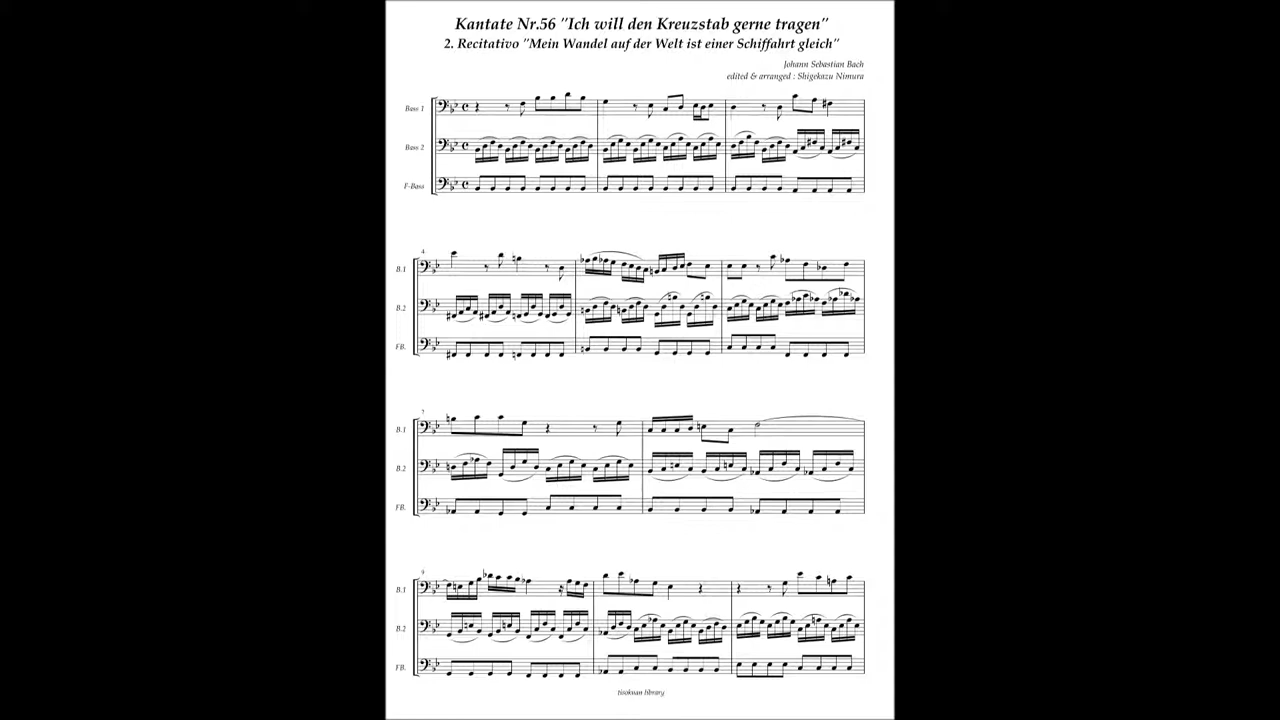 Kantate Nr.56 "Ich will den Kreuzstab gerne tragen"
2. Recitativo "Mein Wandel auf der Welt ist einer Schiffahrt gleich"
Johann Sebastian Bach
edited & arranged : Shigekazu Nimura
Bass 1
Bass 2
F-Bass
4
B.1
B.2
FB.
7
B.1
B.2
FB.
9
B.1
B.2
FB.
tisokuan library